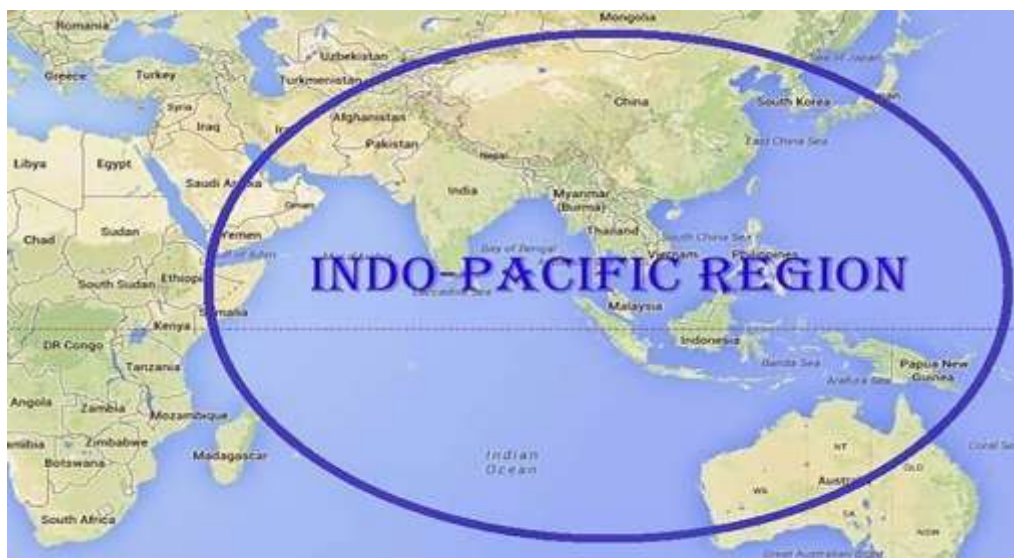 Mongolia
Romania
Uzbekistan
Sea of Japan
Greece
Turkey
Turkmenistan
China
South Korea
Syria
Afghanistan
Iraq
East China Sea
Pakistan
Libya
Egypt
Nepal
Saudi Arabia
India
Myanmar
(Burma)
Oman
Thailand
Sudan
Yemen
Chad
South China Sea
Gulf of Aden
Bay of Bengal
Vietnam
Philippines
Ethiopia
INDO-PACIFIC REGION
South Sudan
Laccadive Sea
Malaysia
Somalia
Kenya
Indonesia
DR Congo
Banda Sea
Papua New
Guinea
Tanzania
Arafura Sea
Angola
Zambia
Mozambique
Zimbabwe
Namibia
Madagascar
Indian
Ocean
NT
Coral Sea
Botswana
QLD
Australia
WA
SA
South Africa
NSW
Great Australian Bight